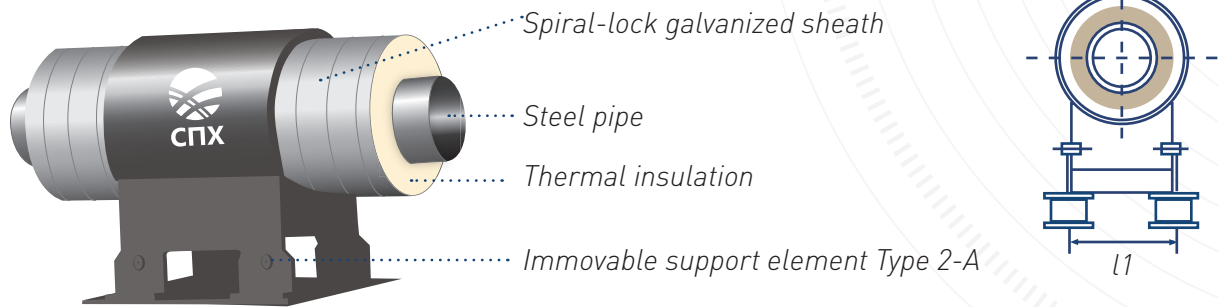 Spiral-lock galvanized sheath
СПХ
Steel pipe
Thermal insulation
Immovable support element Type 2-A
l1